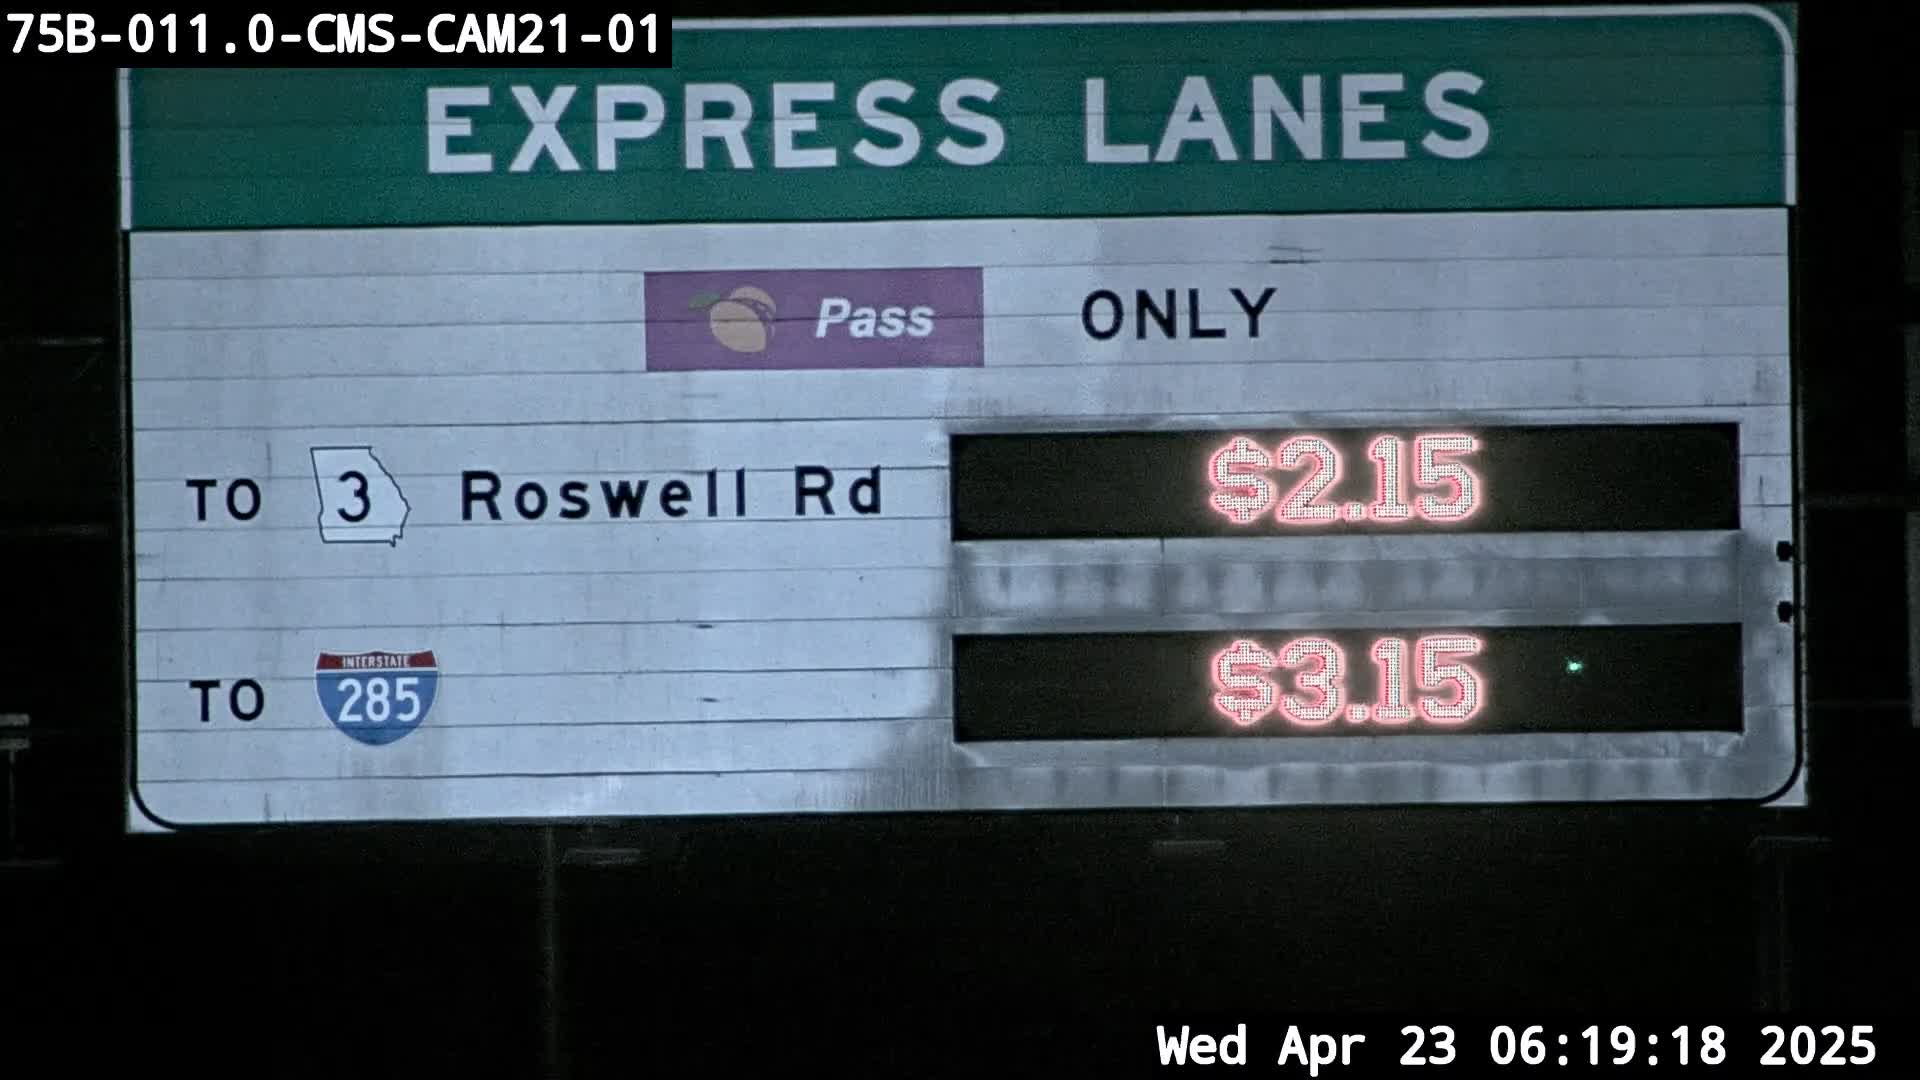 75B-011.0-CMS-CAM21-01
EXPRESS LANES
Pass ONLY
TO 3 Roswell Rd $2.15
INTERSTATE
TO 285 $3.15
Wed Apr 23 06:19:18 2025